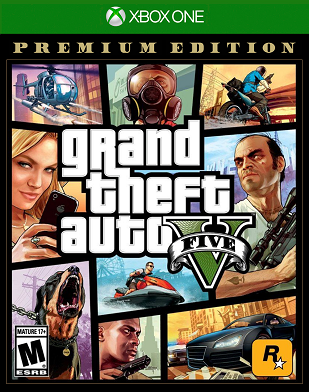 XBOX ONE
PREMIUM EDITION
grand
theft
auto
V
FIVE
MATURE 17+
M
ESRB
R